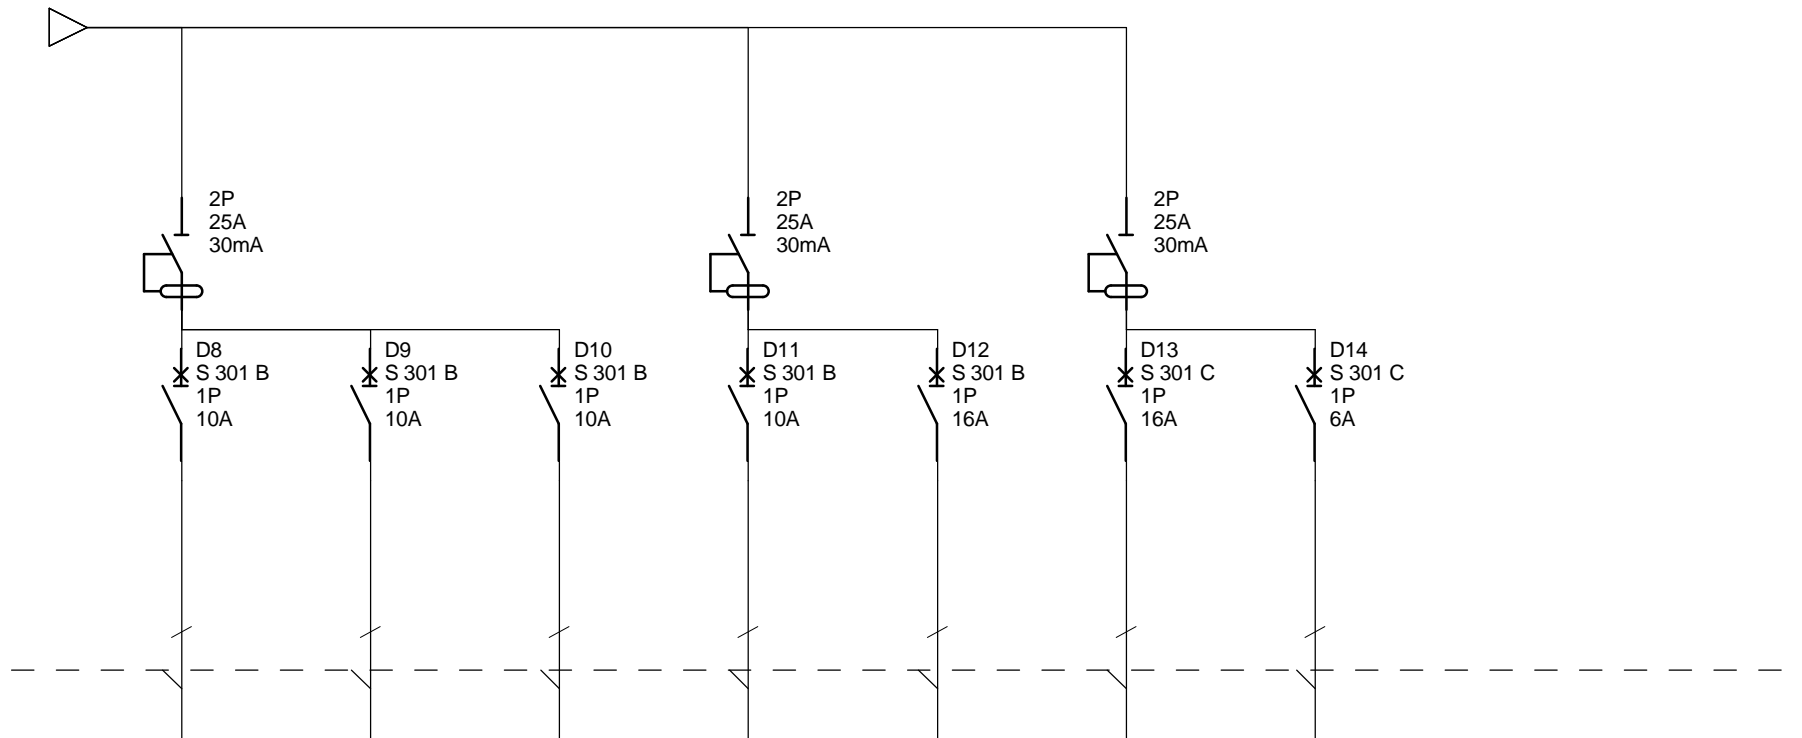 2P
25A
30mA
2P
25A
30mA
2P
25A
30mA
D8
S 301 B
1P
10A
D9
S 301 B
1P
10A
D10
S 301 B
1P
10A
D11
S 301 B
1P
10A
D12
S 301 B
1P
16A
D13
S 301 C
1P
16A
D14
S 301 C
1P
6A